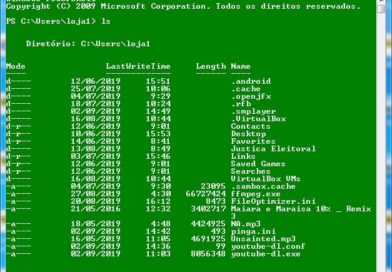 Copyright (C) 2009 Microsoft Corporation. Todos os direitos reservados.
PS C:\Users\loja1> ls
Diretório: C:\Users\loja1
Mode LastWriteTime Length Name
d---- 12/06/2019 15:51 .android
d---- 25/07/2019 10:06 .cache
d---- 04/07/2019 9:29 .openjfx
d---- 18/07/2019 10:24 .rfb
d---- 02/09/2019 14:49 .smplayer
d---- 16/08/2019 10:44 .VirtualBox
d-r-- 12/06/2019 9:01 Contacts
d-r-- 10/06/2019 15:53 Desktop
d-r-- 14/08/2019 8:41 Favorites
d---- 13/08/2019 8:49 Justica Eleitoral
d-r-- 03/07/2019 15:46 Links
d-r-- 12/06/2019 9:01 Saved Games
d-r-- 12/06/2019 9:01 Searches
d---- 16/08/2019 10:44 VirtualBox VMs
-a--- 04/07/2019 9:30 23095 .sambox.cache
-a--- 27/08/2019 4:30 66727424 ffmpeg.exe
-a--- 20/08/2019 16:12 8473 FileOptimizer.ini
-a--- 21/05/2016 12:32 3402717 Maiara e Maraisa 10% _ Remix
3
-a--- 18/05/2019 4:48 4424925 N0.mp3
-a--- 02/09/2019 14:42 493 pinga.ini
-a--- 16/05/2019 11:05 4691925 Unsainted.mp3
-a--- 02/09/2019 14:36 99 youtube-dl.conf
-a--- 02/09/2019 11:03 8056348 youtube-dl.exe